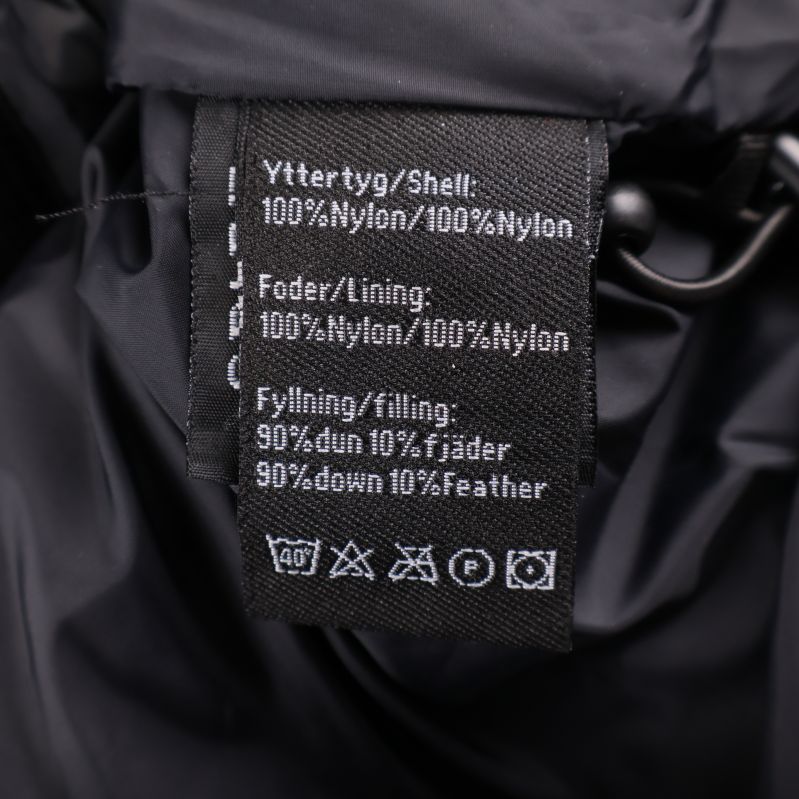 Yttertyg/Shell:
100%Nylon/100%Nylon
Foder/Lining:
100%Nylon/100%Nylon
Fyllning/filling:
90%dun 10%fjäder
90%down 10%Feather
40°
P